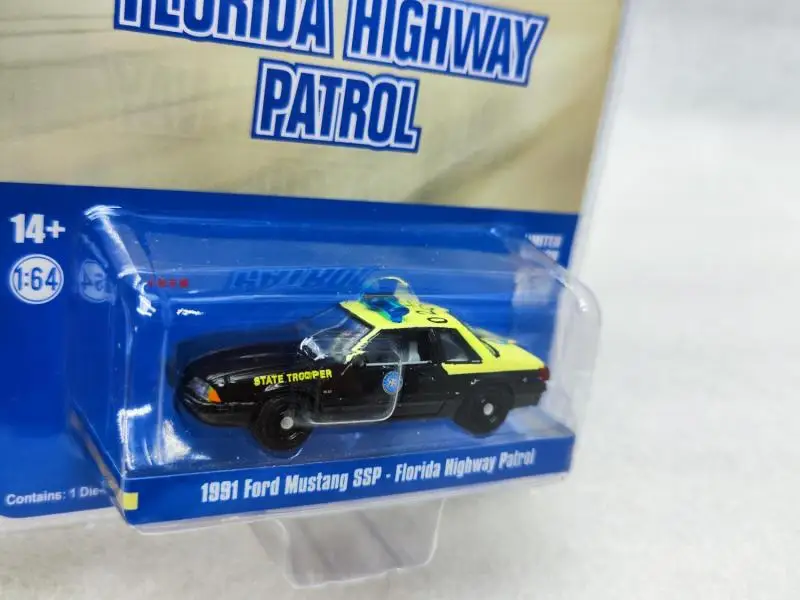 FLORIDA HIGHWAY
PATROL
14+
1:64
STATE TROOPER
1991 Ford Mustang SSP - Florida Highway Patrol
Contains: 1 Die-